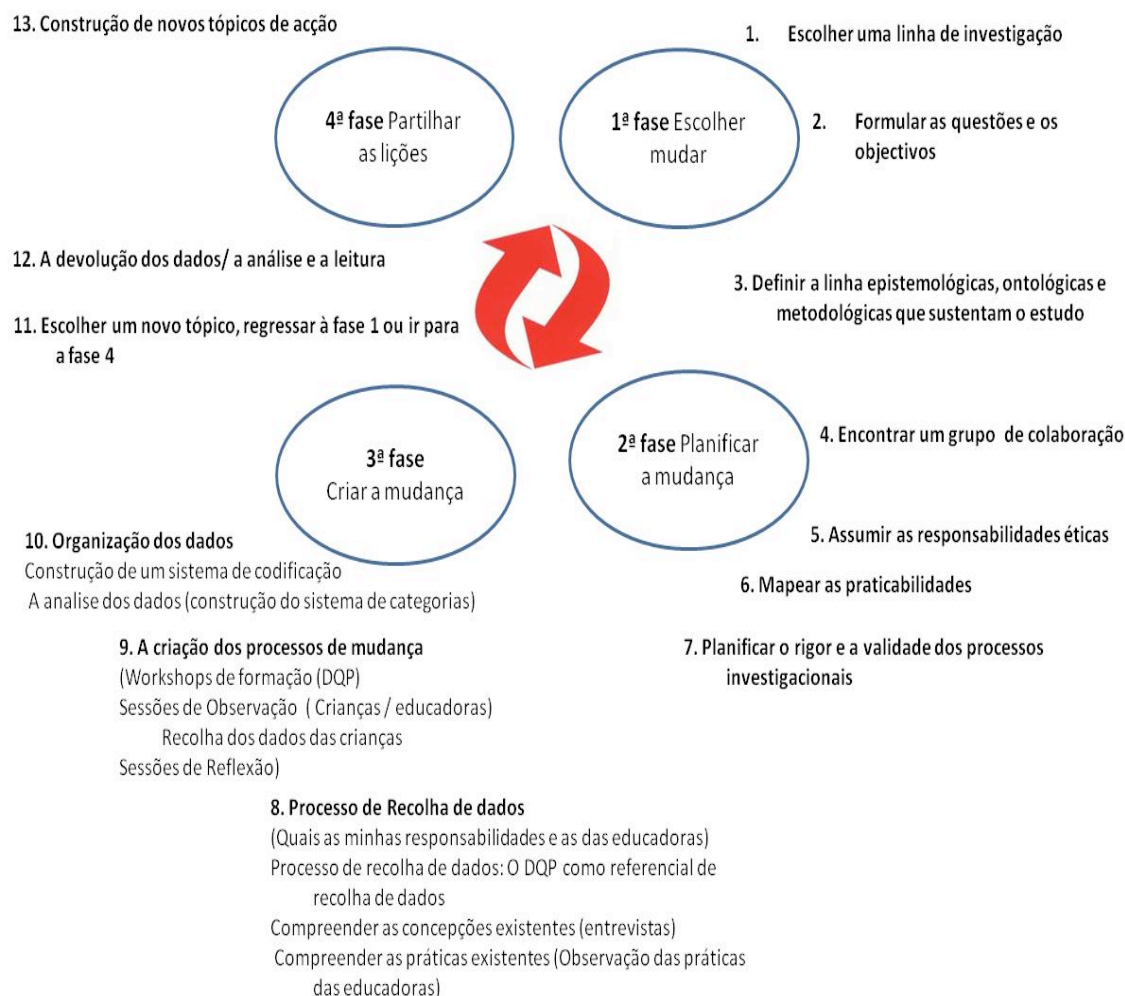 13. Construção de novos tópicos de acção
1. Escolher uma linha de investigação
4ª fase Partilhar
as lições
1ª fase Escolher
mudar
2. Formular as questões e os
objectivos
12. A devolução dos dados/ a análise e a leitura
3. Definir a linha epistemológicas, ontológicas e
metodológicas que sustentam o estudo
11. Escolher um novo tópico, regressar à fase 1 ou ir para
a fase 4
3ª fase
Criar a mudança
2ª fase Planificar
a mudança
4. Encontrar um grupo de colaboração
5. Assumir as responsabilidades éticas
6. Mapear as praticabilidades
7. Planificar o rigor e a validade dos processos
investigacionais
10. Organização dos dados
Construção de um sistema de codificação
A analise dos dados (construção do sistema de categorias)
9. A criação dos processos de mudança
(Workshops de formação (DQP)
Sessões de Observação ( Crianças / educadoras)
Recolha dos dados das crianças
Sessões de Reflexão)
8. Processo de Recolha de dados
(Quais as minhas responsabilidades e as das educadoras)
Processo de recolha de dados: O DQP como referencial de
recolha de dados
Compreender as concepções existentes (entrevistas)
Compreender as práticas existentes (Observação das práticas
das educadoras)